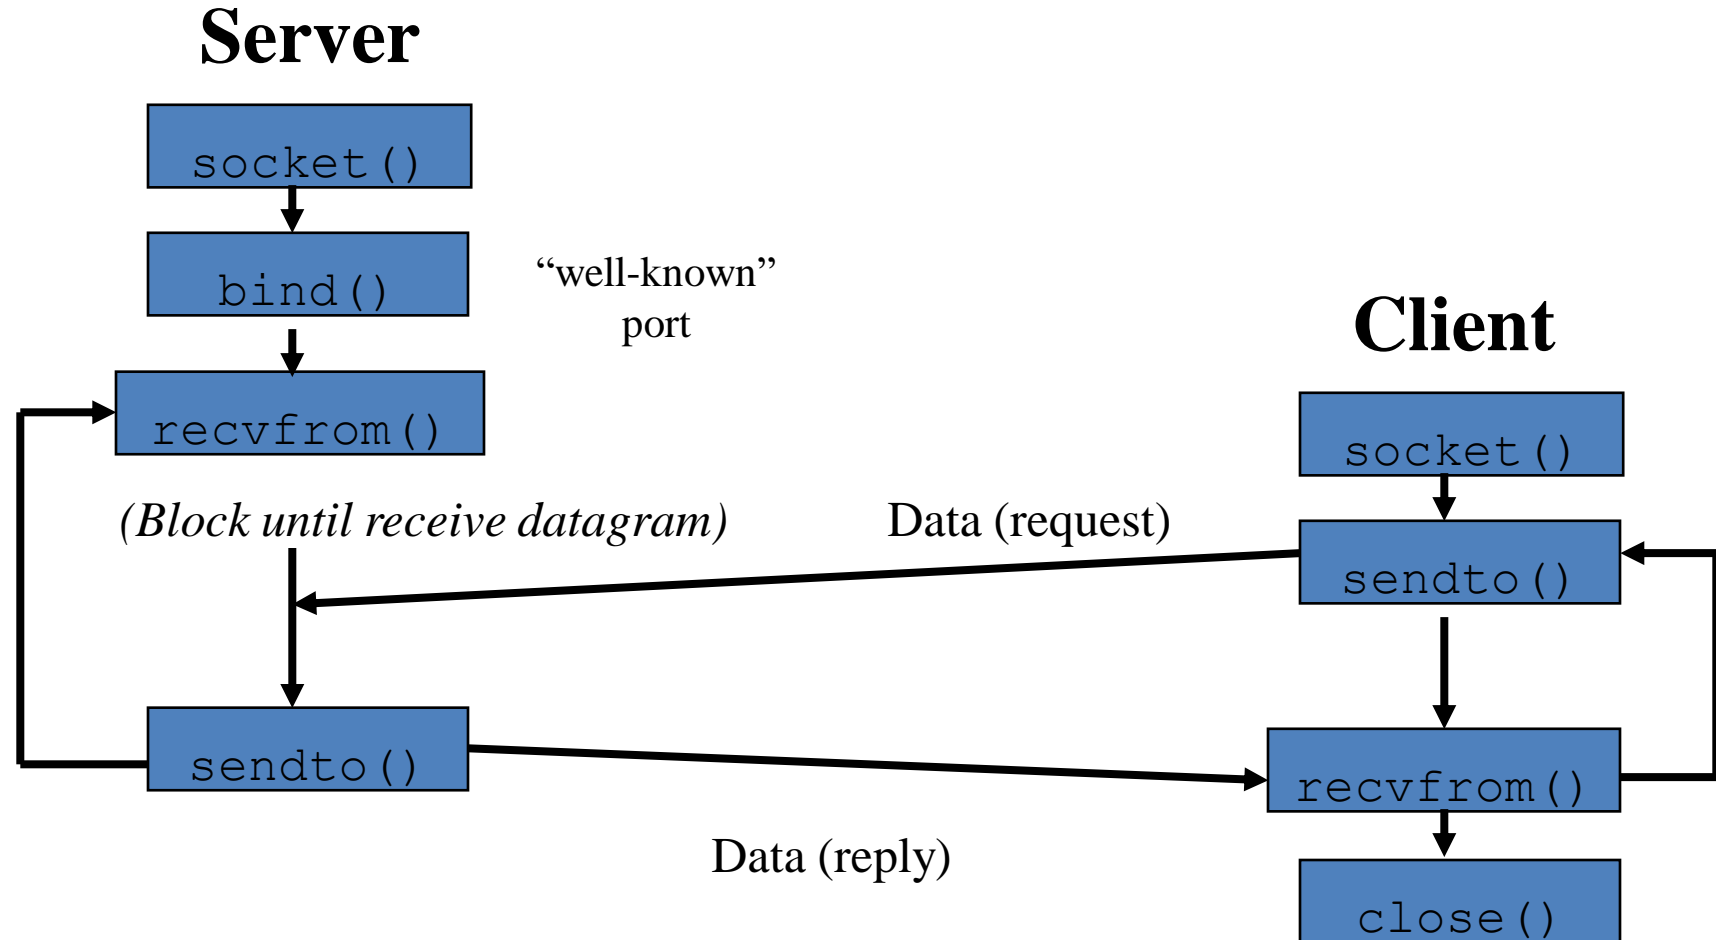 Server
socket()
bind()
“well-known”
port
recvfrom()
(Block until receive datagram)
sendto()
Data (request)
Data (reply)
Client
socket()
sendto()
recvfrom()
close()